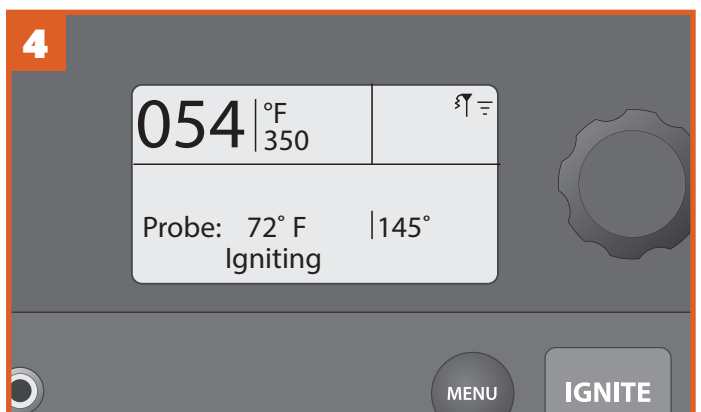 4
054 °F
350
Probe: 72° F 145°
Igniting
MENU
IGNITE